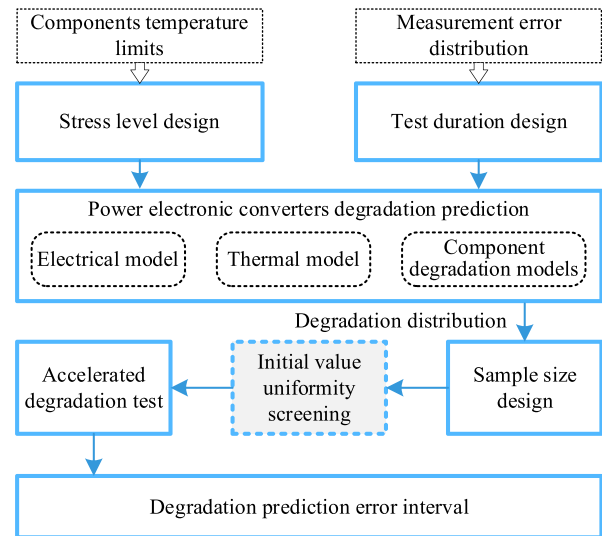 Components temperature
limits
Measurement error
distribution
Stress level design
Test duration design
Power electronic converters degradation prediction
Electrical model
Thermal model
Component
degradation models
Degradation distribution
Accelerated
degradation test
Initial value
uniformity
screening
Sample size
design
Degradation prediction error interval